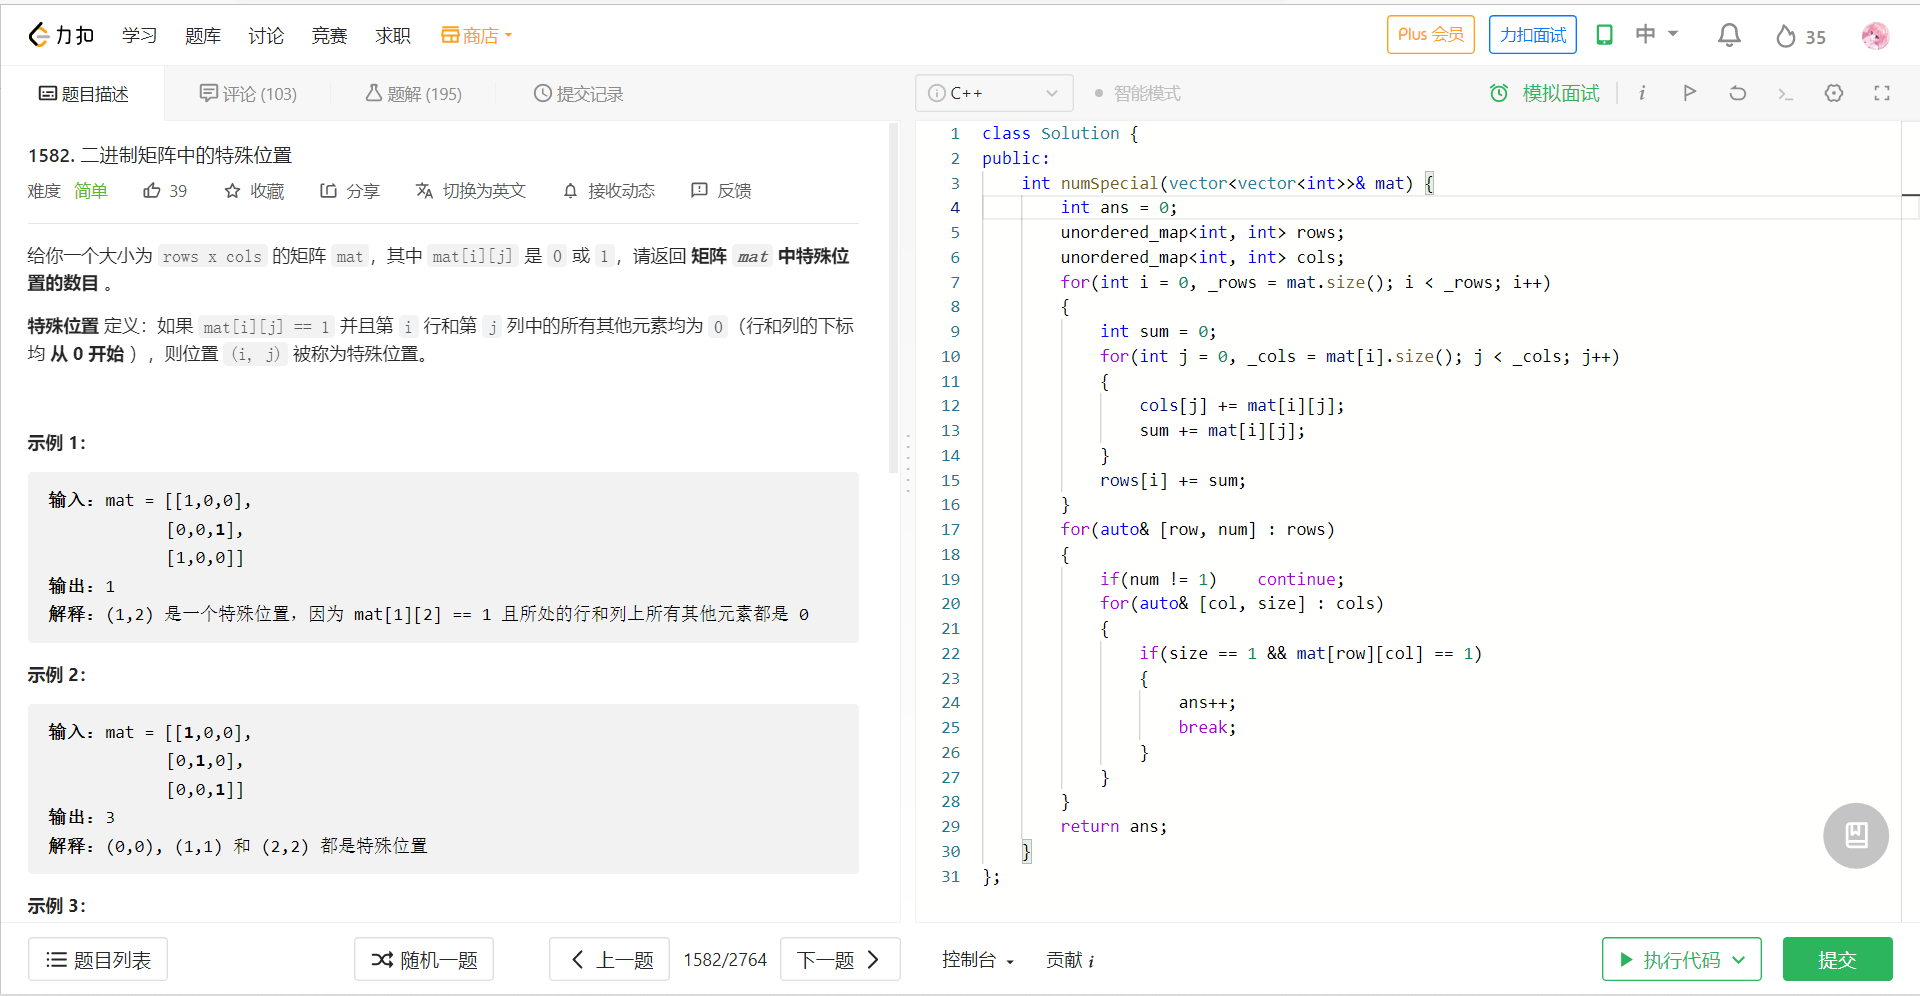 力扣 学习 题库 讨论 竞赛 求职 商店 Plus 会员 力扣面试 中 35
题目描述 评论 (103) 题解 (195) 提交记录 C++ 智能模式 模拟面试 i
1582. 二进制矩阵中的特殊位置
难度 简单 39 收藏 分享 切换为英文 接收动态 反馈
给你一个大小为 rows x cols 的矩阵 mat，其中 mat[i][j] 是 0 或 1，请返回 矩阵 mat 中特殊位
置的数目 。
特殊位置 定义：如果 mat[i][j] == 1 并且第 i 行和第 j 列中的所有其他元素均为 0 （行和列的下标
均 从 0 开始 ），则位置 (i, j) 被称为特殊位置。
示例 1：
输入：mat = [[1,0,0],
[0,0,1],
[1,0,0]]
输出：1
解释：(1,2) 是一个特殊位置，因为 mat[1][2] == 1 且所处的行和列上所有其他元素都是 0
示例 2：
输入：mat = [[1,0,0],
[0,1,0],
[0,0,1]]
输出：3
解释：(0,0), (1,1) 和 (2,2) 都是特殊位置
示例 3：
1 class Solution {
2 public:
3 int numSpecial(vector<vector<int>>& mat) {
4 int ans = 0;
5 unordered_map<int, int> rows;
6 unordered_map<int, int> cols;
7 for(int i = 0, _rows = mat.size(); i < _rows; i++)
8 {
9 int sum = 0;
10 for(int j = 0, _cols = mat[i].size(); j < _cols; j++)
11 {
12 cols[j] += mat[i][j];
13 sum += mat[i][j];
14 }
15 rows[i] += sum;
16 }
17 for(auto& [row, num] : rows)
18 {
19 if(num != 1)    continue;
20 for(auto& [col, size] : cols)
21 {
22 if(size == 1 && mat[row][col] == 1)
23 {
24 ans++;
25 break;
26 }
27 }
28 }
29 return ans;
30 }
31 };
题目列表 随机一题 上一题 1582/2764 下一题 控制台 贡献 i 执行代码 提交